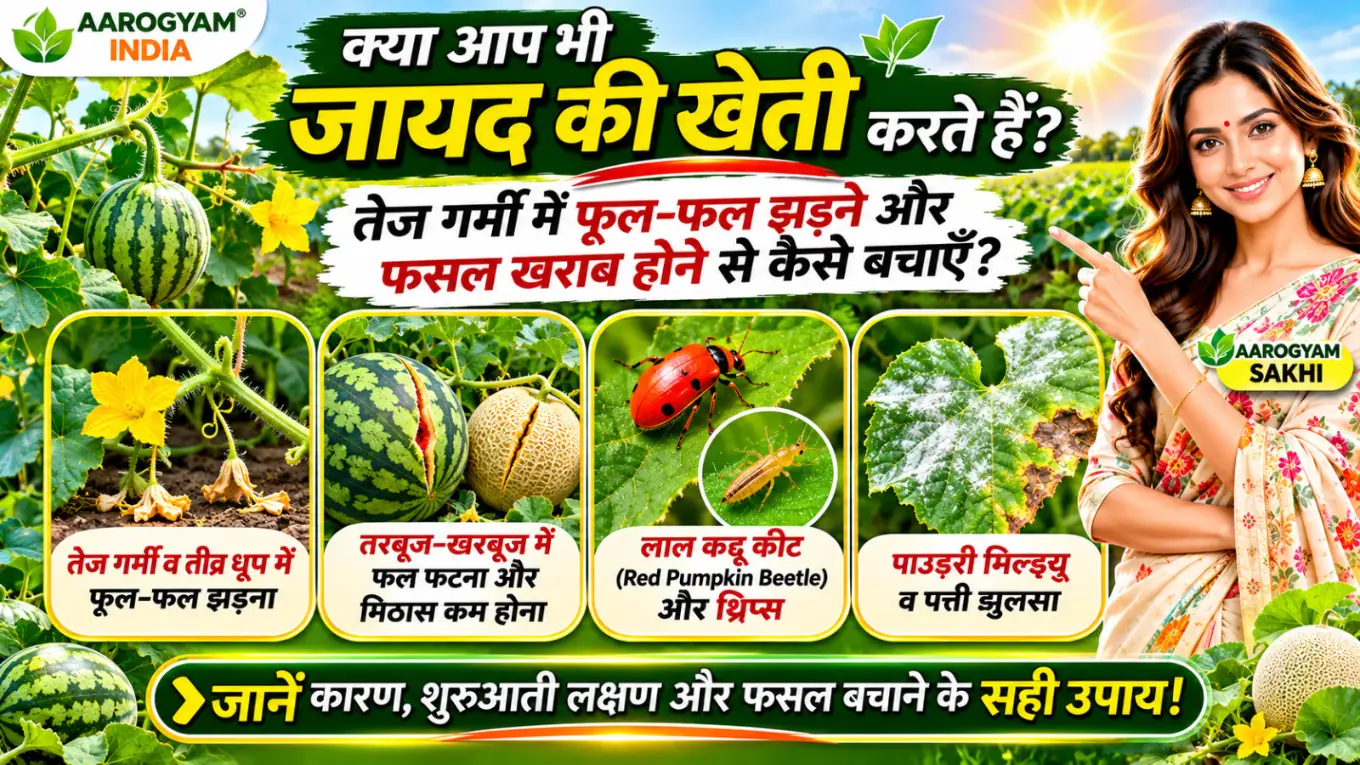 AAROGYAM®
INDIA
क्या आप भी
जायद की खेती करते हैं?
तेज गर्मी में फूल-फल झड़ने और
फसल खराब होने से कैसे बचाएँ?
AAROGYAM
SAKHI
तेज गर्मी व तीव्र धूप में
फूल-फल झड़ना
तरबूज-खरबूज में
फल फटना और
मिठास कम होना
लाल कद्दू कीट
(Red Pumpkin Beetle)
और थ्रिप्स
पाउड़री मिल्ड्यु
व पत्ती झुलसा
जानें कारण, शुरुआती लक्षण और फसल बचाने के सही उपाय!